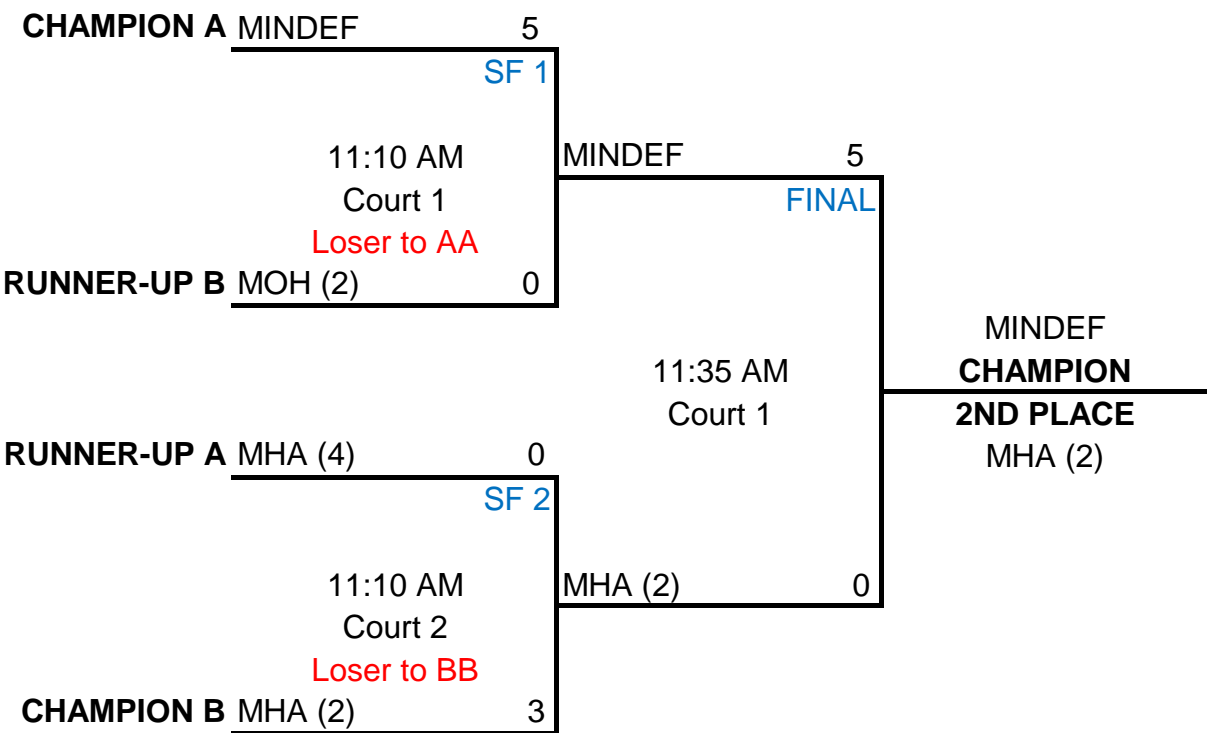 CHAMPION A MINDEF 5
SF 1
11:10 AM
Court 1
Loser to AA
RUNNER-UP B MOH (2) 0
MINDEF 5
FINAL
11:35 AM
Court 1
RUNNER-UP A MHA (4) 0
SF 2
11:10 AM
Court 2
Loser to BB
CHAMPION B MHA (2) 3
MHA (2) 0
MINDEF
CHAMPION
2ND PLACE
MHA (2)